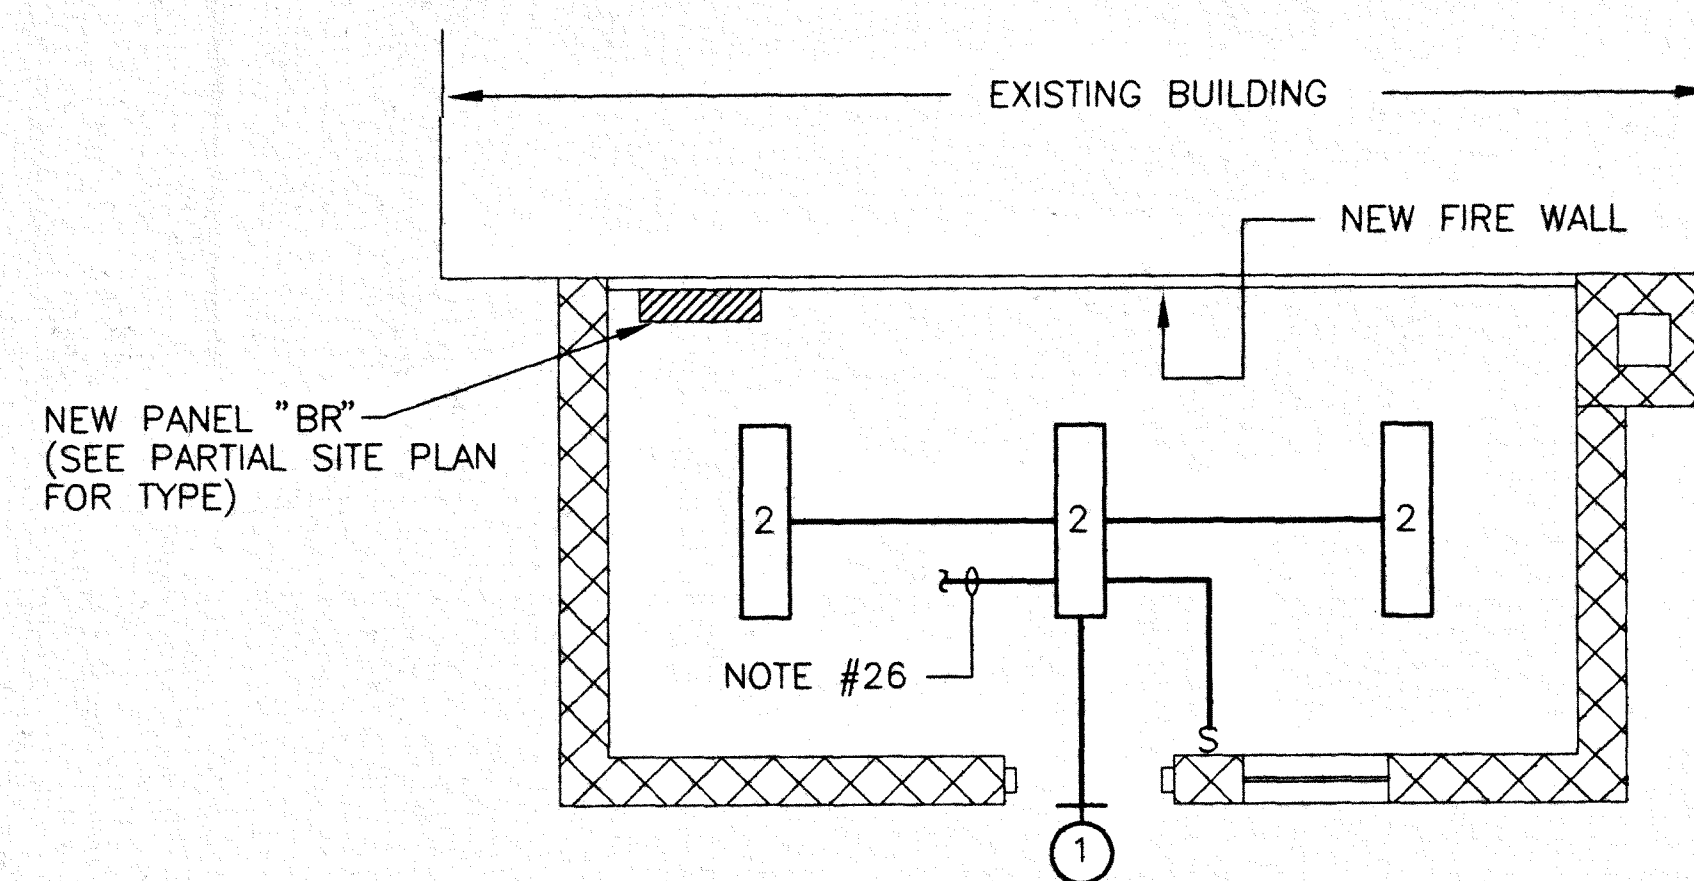 EXISTING BUILDING
NEW FIRE WALL
NEW PANEL "BR"
(SEE PARTIAL SITE PLAN
FOR TYPE)
2
2
2
NOTE #26
S
1